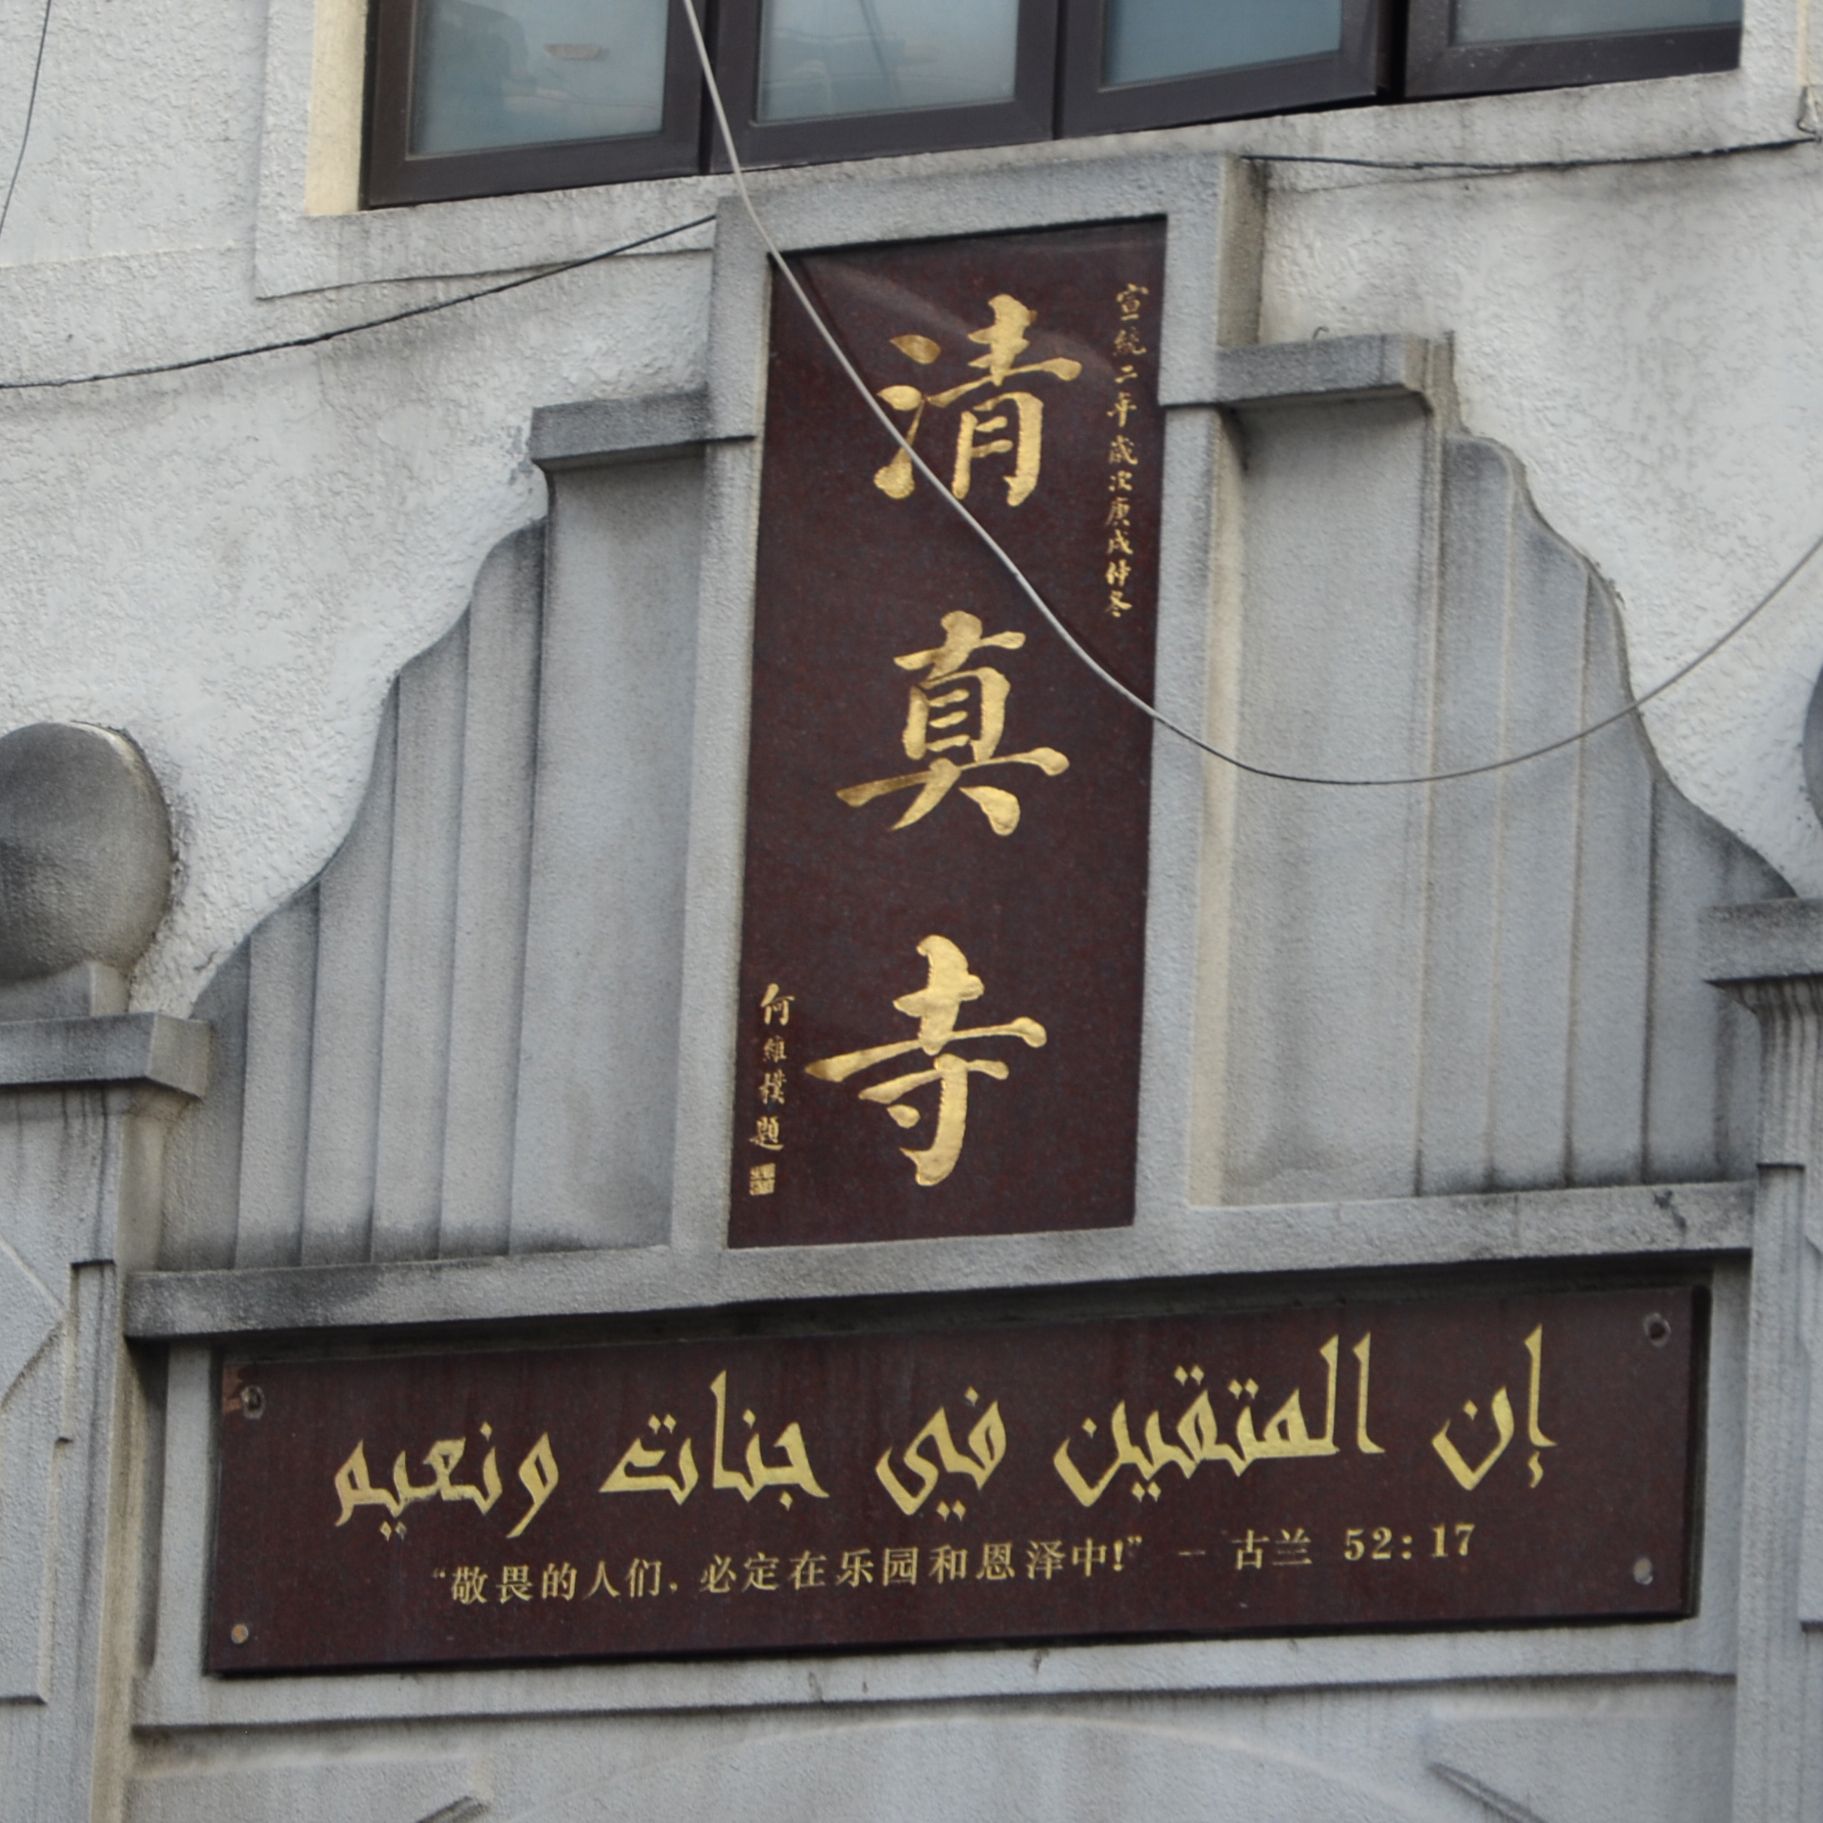 宣統二年歲次庚戌仲冬
清真寺
何維樸題
إن المتقين في جنات ونعيم
“敬畏的人们，必定在乐园和恩泽中!” － 古兰 52:17